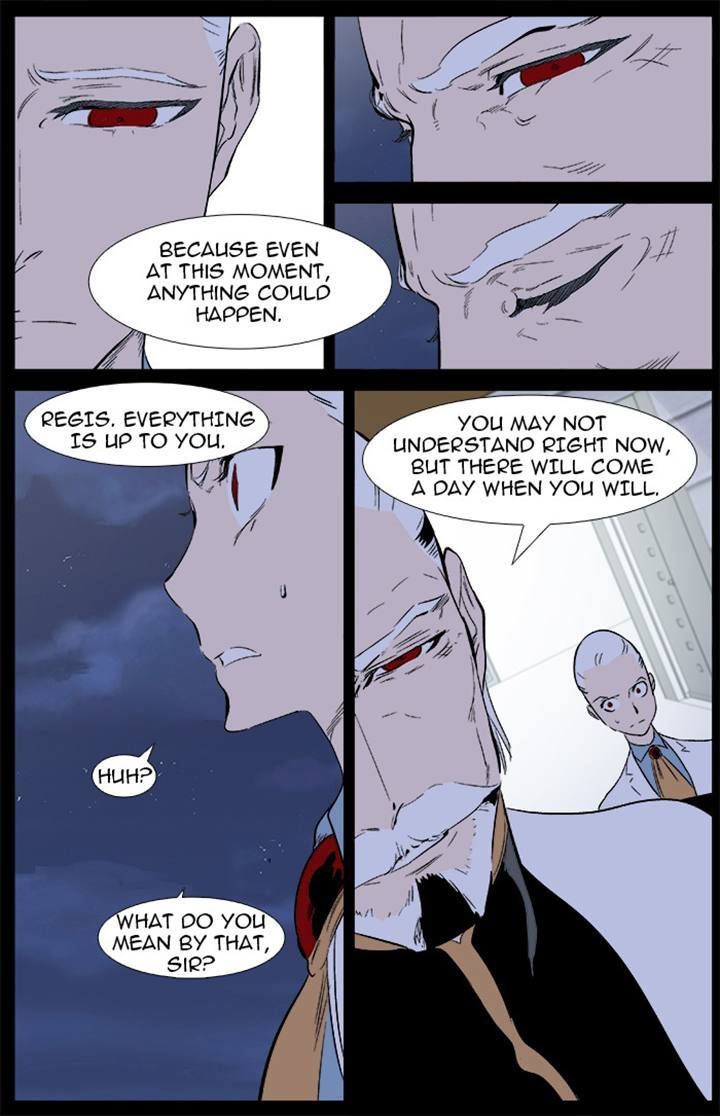 BECAUSE EVEN
AT THIS MOMENT,
ANYTHING COULD
HAPPEN.
REGIS. EVERYTHING
IS UP TO YOU.
HUH?
WHAT DO YOU
MEAN BY THAT,
SIR?
YOU MAY NOT
UNDERSTAND RIGHT NOW,
BUT THERE WILL COME
A DAY WHEN YOU WILL.